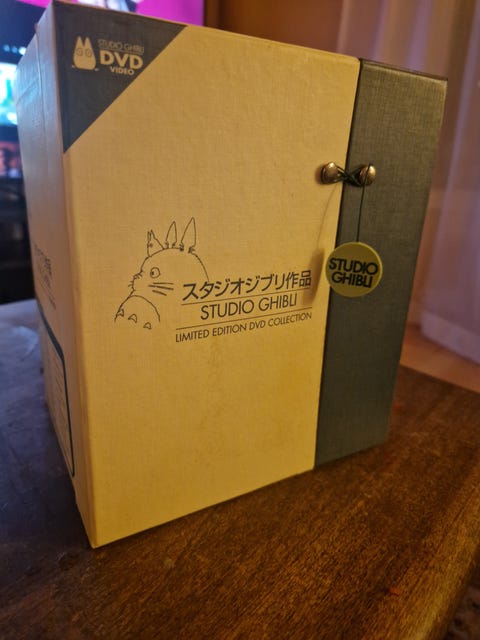 STUDIO GHIBLI
DVD
VIDEO
スタジオジブリ作品
STUDIO GHIBLI
LIMITED EDITION DVD COLLECTION
STUDIO
GHIBLI